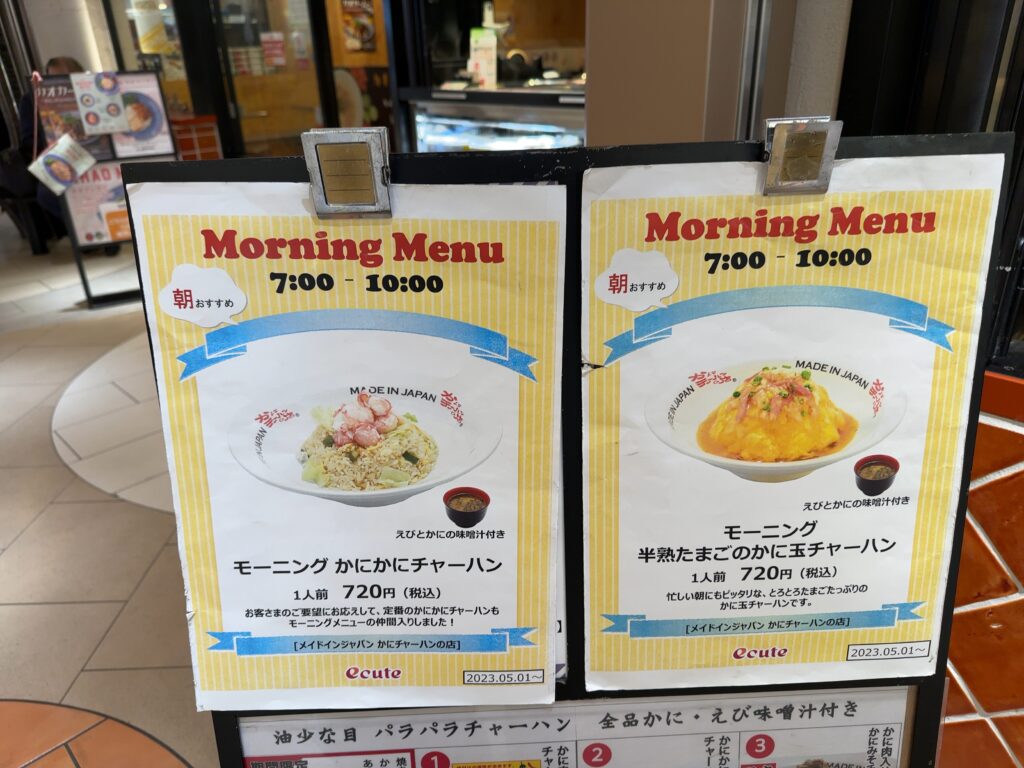 Morning Menu
7:00 - 10:00
朝おすすめ
MADE IN JAPAN
えびとかにの味噌汁付き
モーニング かにかにチャーハン
1人前 720円（税込）
お客さまのご要望にお応えして、定番のかにかにチャーハンも
モーニングメニューの仲間入りしました！
[メイドインジャパン かにチャーハンの店]
ecute
2023.05.01～
Morning Menu
7:00 - 10:00
朝おすすめ
MADE IN JAPAN
えびとかにの味噌汁付き
モーニング
半熟たまごのかに玉チャーハン
1人前 720円（税込）
忙しい朝にもピッタリな、とろとろたまごたっぷりの
かに玉チャーハンです。
[メイドインジャパン かにチャーハンの店]
ecute
2023.05.01～
油少な目 パラパラチャーハン 全品かに・えび味噌汁付き
期間限定
1
2
3